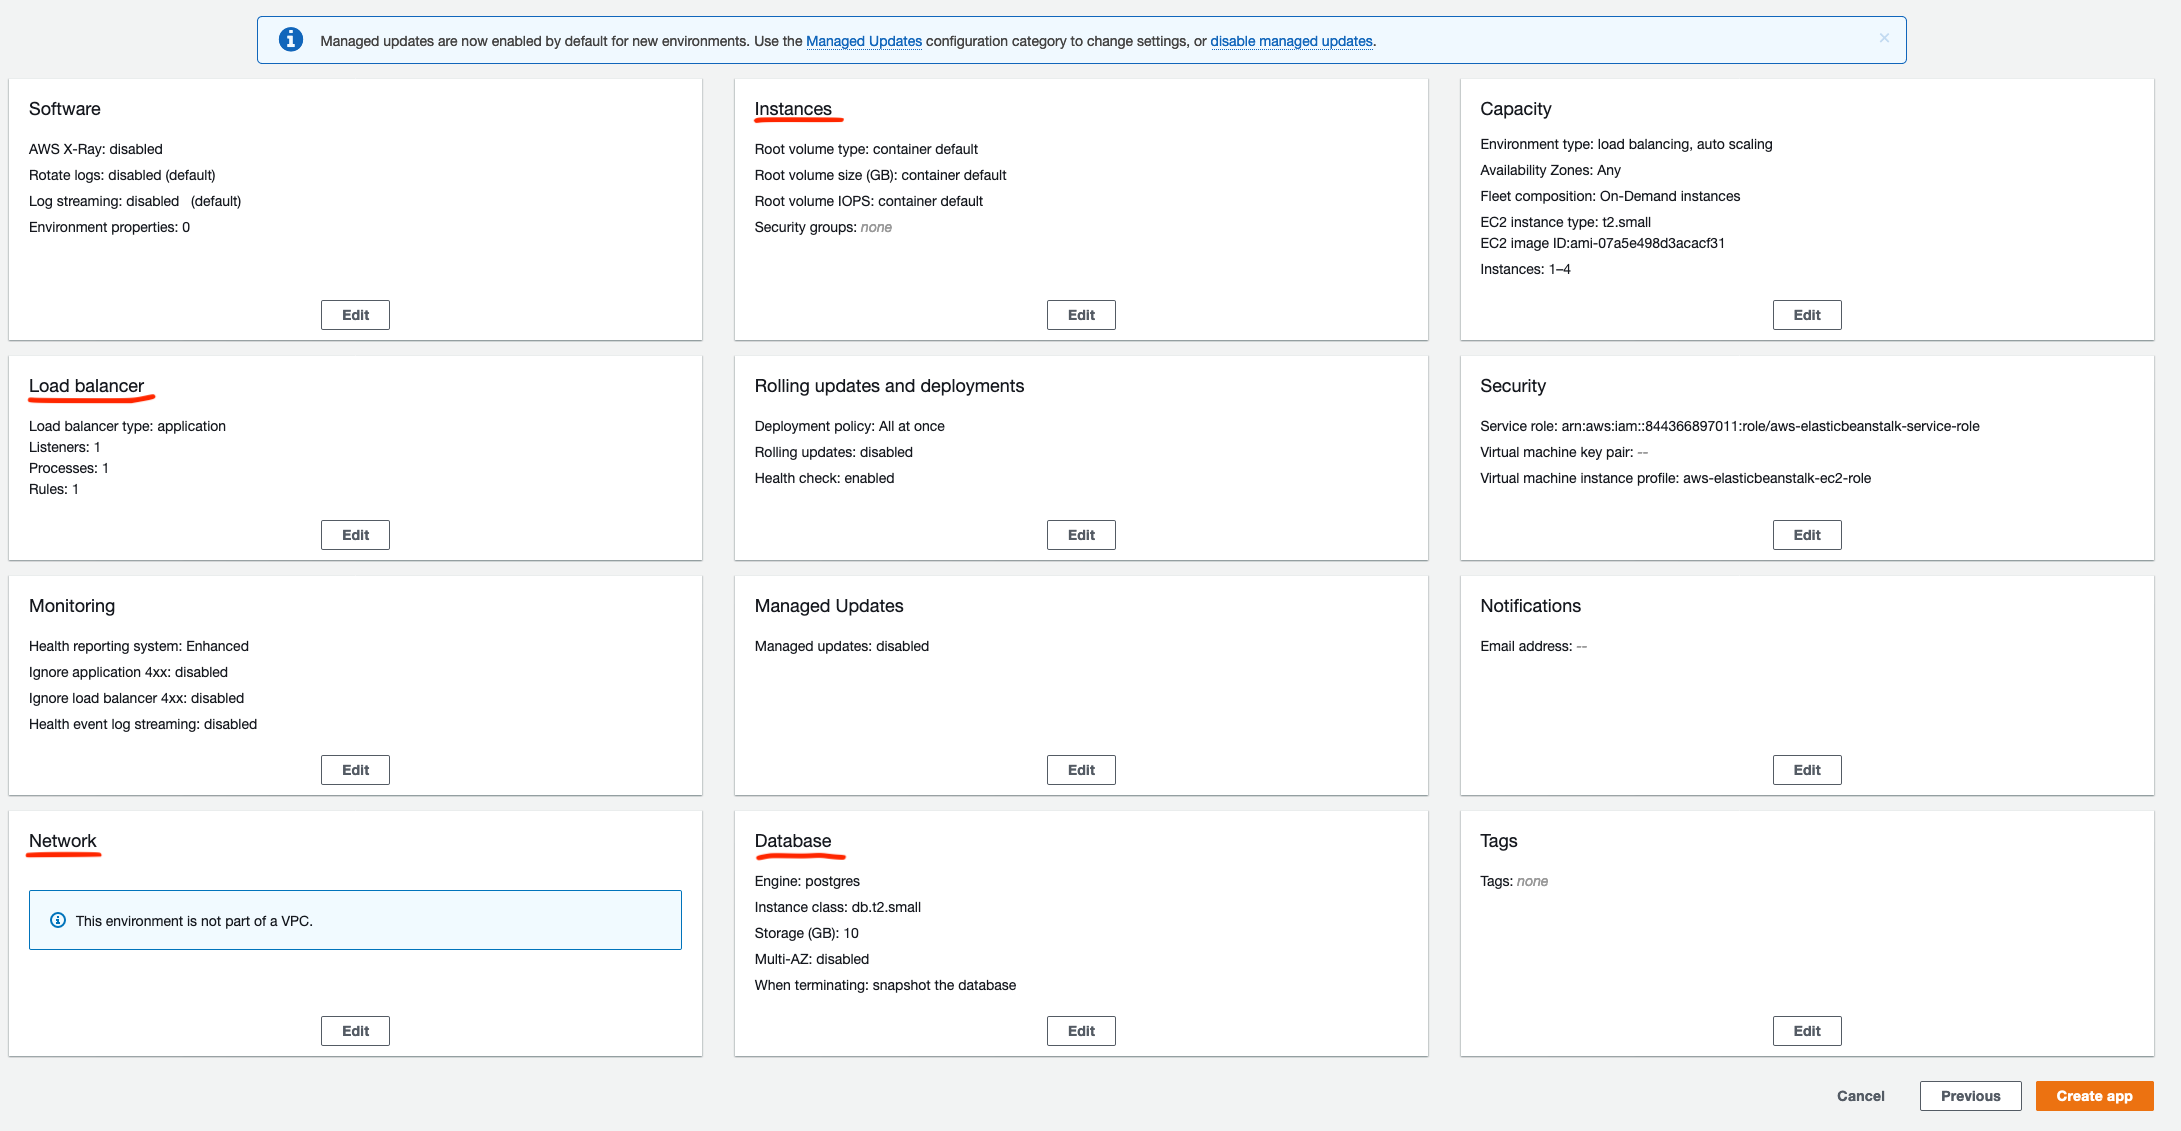 Managed updates are now enabled by default for new environments. Use the Managed Updates configuration category to change settings, or disable managed updates.
Software
AWS X-Ray: disabled
Rotate logs: disabled (default)
Log streaming: disabled (default)
Environment properties: 0
Edit
Instances
Root volume type: container default
Root volume size (GB): container default
Root volume IOPS: container default
Security groups: none
Edit
Capacity
Environment type: load balancing, auto scaling
Availability Zones: Any
Fleet composition: On-Demand instances
EC2 instance type: t2.small
EC2 image ID:ami-07a5e498d3acacf31
Instances: 1–4
Edit
Load balancer
Load balancer type: application
Listeners: 1
Processes: 1
Rules: 1
Edit
Rolling updates and deployments
Deployment policy: All at once
Rolling updates: disabled
Health check: enabled
Edit
Security
Service role: arn:aws:iam::844366897011:role/aws-elasticbeanstalk-service-role
Virtual machine key pair: --
Virtual machine instance profile: aws-elasticbeanstalk-ec2-role
Edit
Monitoring
Health reporting system: Enhanced
Ignore application 4xx: disabled
Ignore load balancer 4xx: disabled
Health event log streaming: disabled
Edit
Managed Updates
Managed updates: disabled
Edit
Notifications
Email address: --
Edit
Network
This environment is not part of a VPC.
Edit
Database
Engine: postgres
Instance class: db.t2.small
Storage (GB): 10
Multi-AZ: disabled
When terminating: snapshot the database
Edit
Tags
Tags: none
Edit
Cancel
Previous
Create app